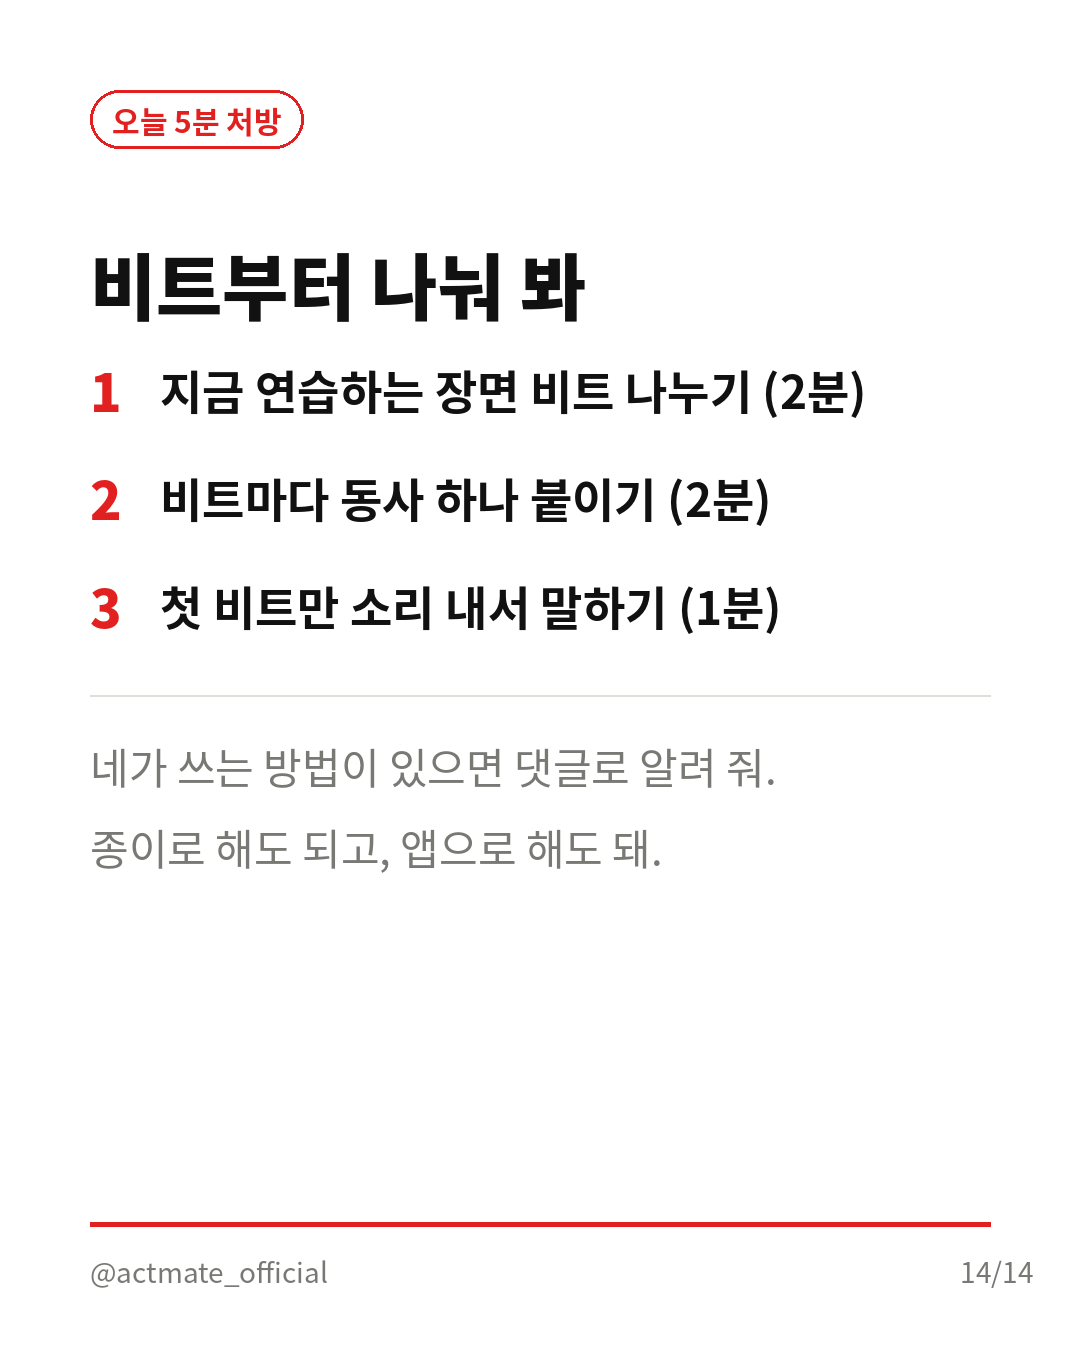 오늘 5분 처방
비트부터 나눠 봐
1 지금 연습하는 장면 비트 나누기 (2분)
2 비트마다 동사 하나 붙이기 (2분)
3 첫 비트만 소리 내서 말하기 (1분)
네가 쓰는 방법이 있으면 댓글로 알려 줘.
종이로 해도 되고, 앱으로 해도 돼.
@actmate_official 14/14